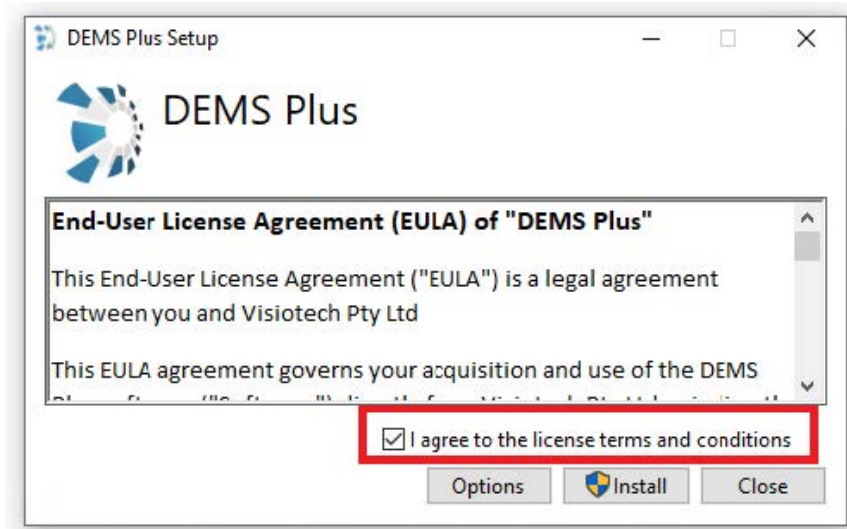 DEMS Plus Setup
DEMS Plus
End-User License Agreement (EULA) of "DEMS Plus"
This End-User License Agreement ("EULA") is a legal agreement
between you and Visiotech Pty Ltd
This EULA agreement governs your acquisition and use of the DEMS
I agree to the license terms and conditions
Options
Install
Close